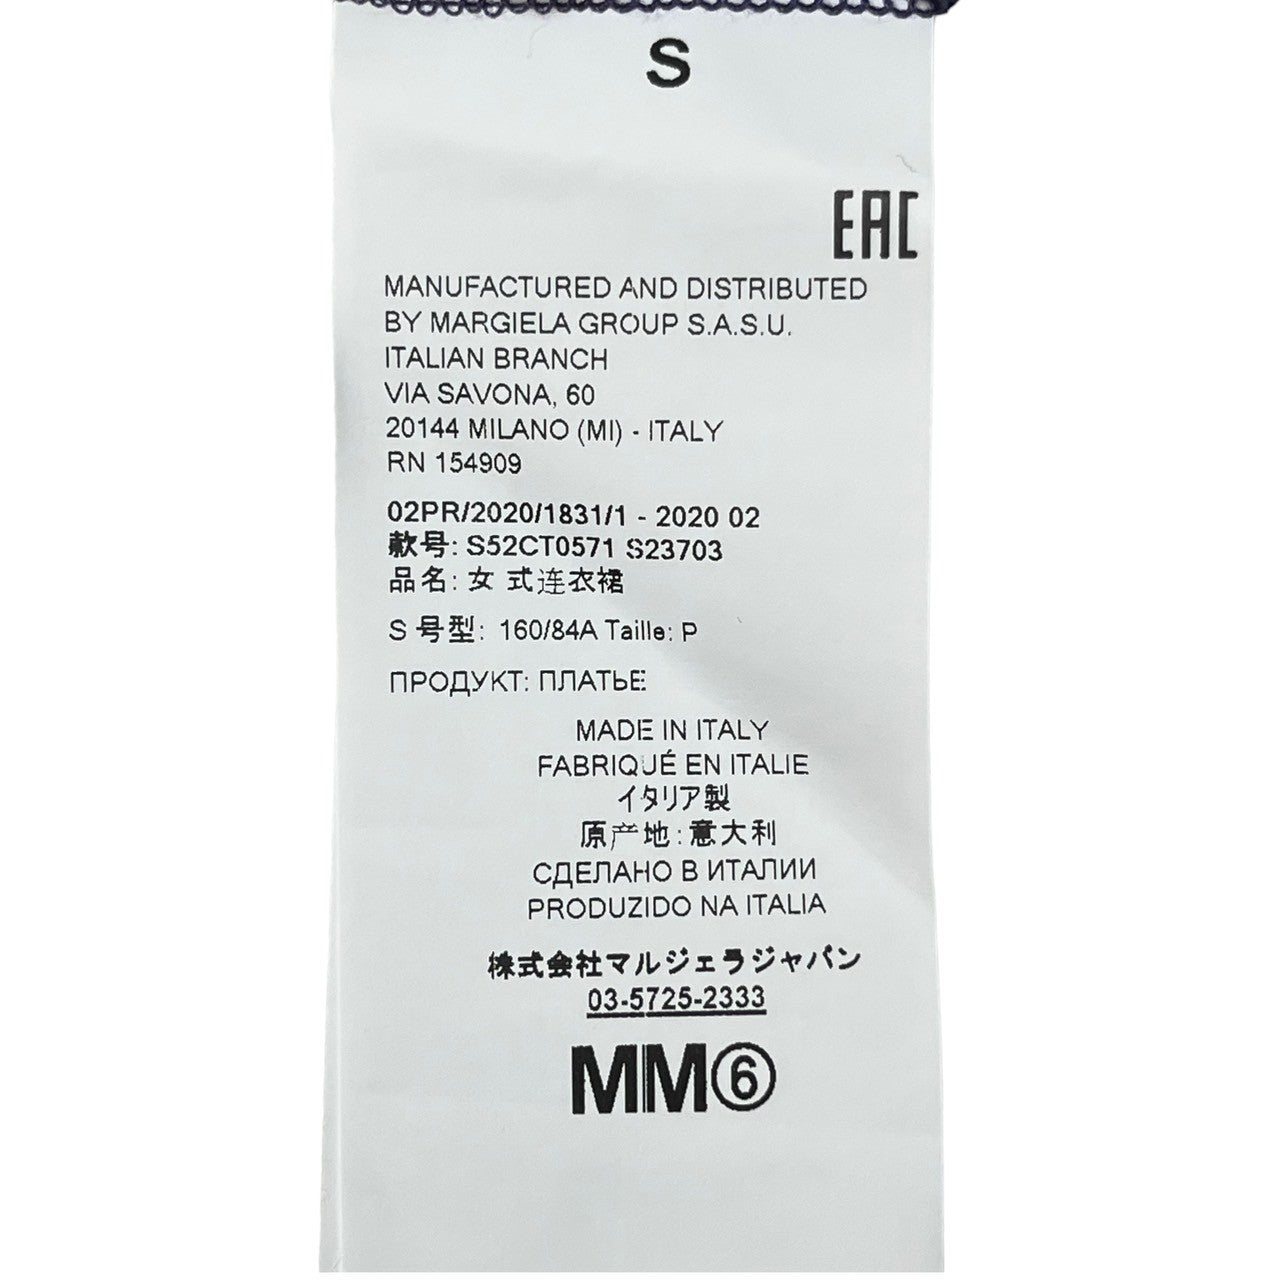 S
EAC
MANUFACTURED AND DISTRIBUTED
BY MARGIELA GROUP S.A.S.U.
ITALIAN BRANCH
VIA SAVONA, 60
20144 MILANO (MI) - ITALY
RN 154909
02PR/2020/1831/1 - 2020 02
款号: S52CT0571 S23703
品名: 女 式连衣裙
S 号型: 160/84A Taille: P
ПРОДУКТ: ПЛАТЬЕ
MADE IN ITALY
FABRIQUÉ EN ITALIE
イタリア製
原产地: 意大利
СДЕЛАНО В ИТАЛИИ
PRODUZIDO NA ITALIA
株式会社マルジェラジャパン
03-5725-2333
MM⑥